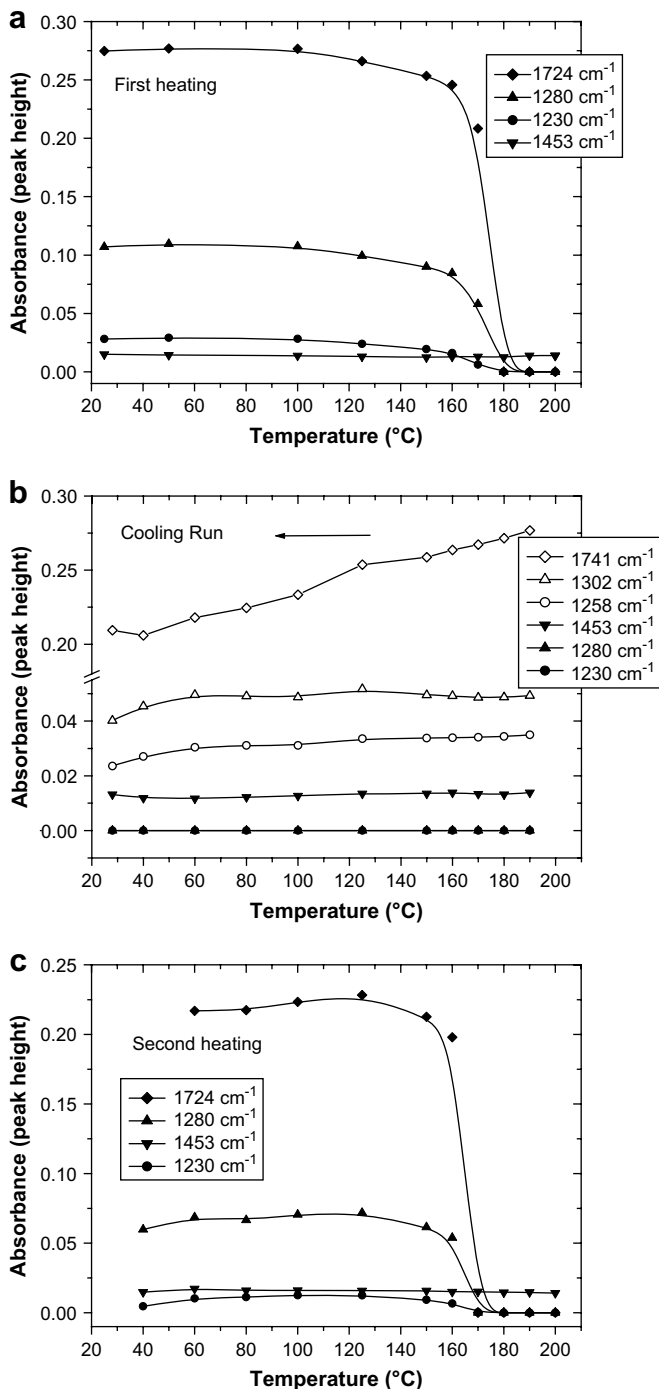 a
Absorbance (peak height)
0.30
0.25
0.20
0.15
0.10
0.05
0.00
First heating
1724 cm⁻¹
1280 cm⁻¹
1230 cm⁻¹
1453 cm⁻¹
20 40 60 80 100 120 140 160 180 200
Temperature (°C)
b
Absorbance (peak height)
0.30
0.25
0.20
0.04
0.02
0.00
Cooling Run
1741 cm⁻¹
1302 cm⁻¹
1258 cm⁻¹
1453 cm⁻¹
1280 cm⁻¹
1230 cm⁻¹
20 40 60 80 100 120 140 160 180 200
Temperature (°C)
c
Absorbance (peak height)
0.25
0.20
0.15
0.10
0.05
0.00
Second heating
1724 cm⁻¹
1280 cm⁻¹
1453 cm⁻¹
1230 cm⁻¹
20 40 60 80 100 120 140 160 180 200
Temperature (°C)